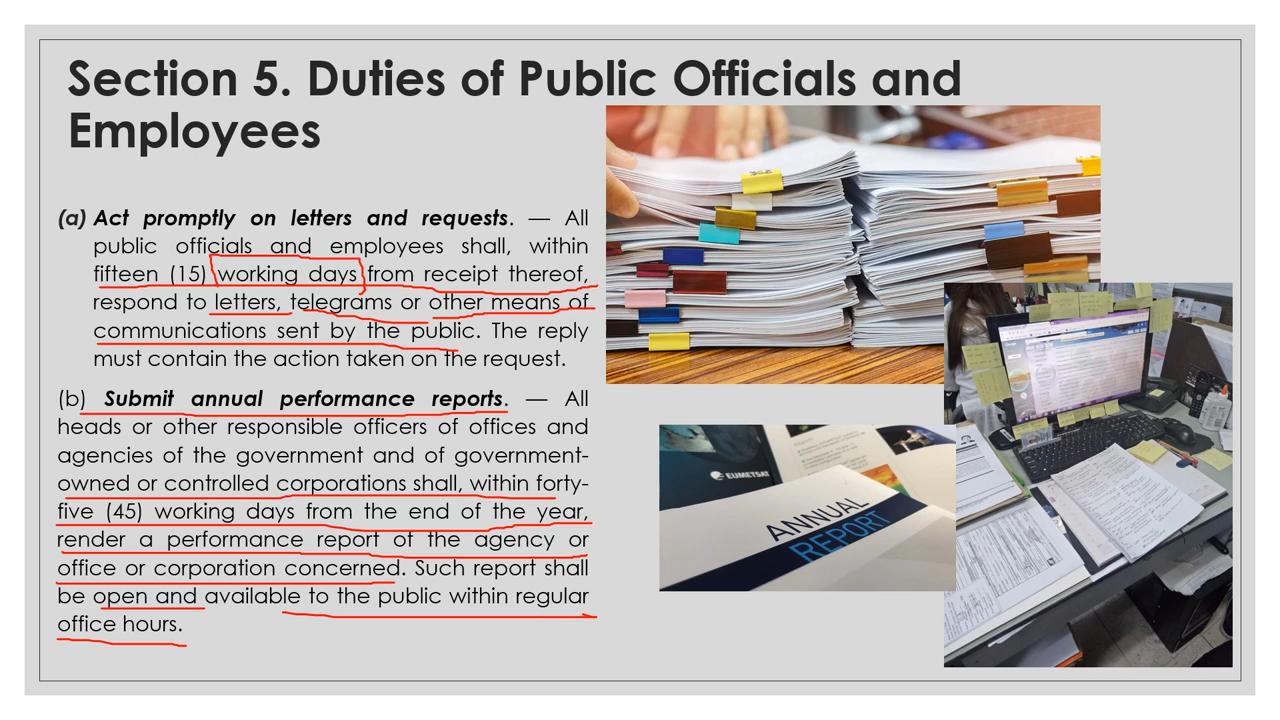 Section 5. Duties of Public Officials and
Employees
(a) Act promptly on letters and requests. — All
public officials and employees shall, within
fifteen (15) working days from receipt thereof,
respond to letters, telegrams or other means of
communications sent by the public. The reply
must contain the action taken on the request.
(b) Submit annual performance reports. — All
heads or other responsible officers of offices and
agencies of the government and of government-
owned or controlled corporations shall, within forty-
five (45) working days from the end of the year,
render a performance report of the agency or
office or corporation concerned. Such report shall
be open and available to the public within regular
office hours.
EUMETSAT
ANNUAL
REPORT